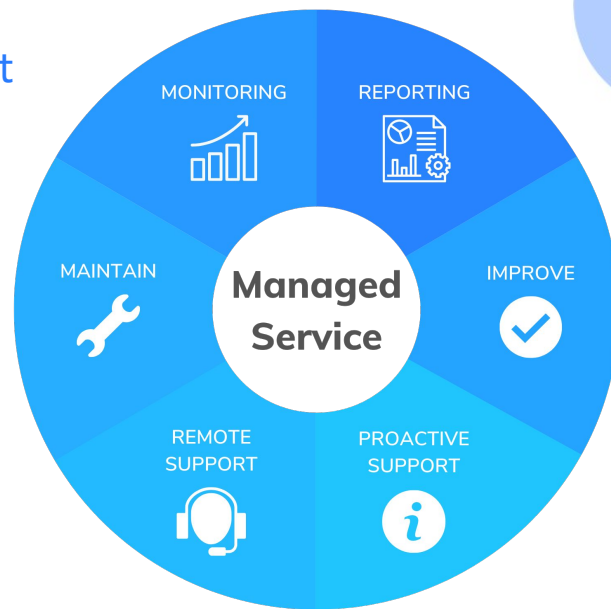 t
MONITORING
REPORTING
MAINTAIN
Managed
Service
IMPROVE
REMOTE
SUPPORT
PROACTIVE
SUPPORT
i